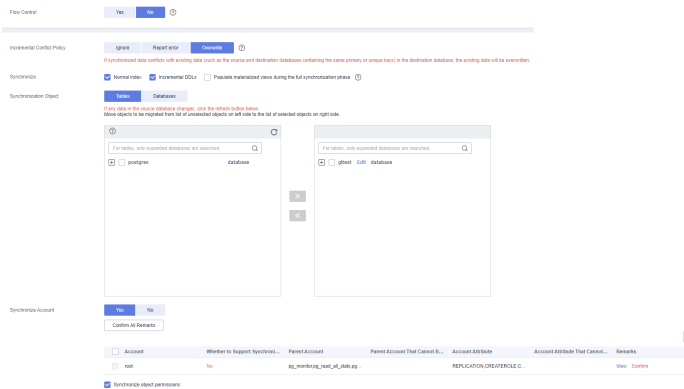 Flow Control Yes No
Incremental Conflict Policy Ignore Report error Overwrite
If synchronized data conflicts with existing data (such as the source and destination databases containing the same primary or unique keys) in the destination database, the existing data will be overwritten.
Synchronize Normal index Incremental DDLs Populate materialized views during the full synchronization phase
Synchronization Object Tables Databases
If any data in the source database changes, click the refresh button below.
Move objects to be migrated from list of unselected objects on left side to the list of selected objects on right side.
For tables, only expanded databases are searched. For tables, only expanded databases are searched.
postgres database gltest Edit database
Synchronize Account Yes No
Confirm All Remarks
Account Whether to Support Synchroni... Parent Account Parent Account That Cannot B... Account Attribute Account Attribute That Cannot... Remarks
root No pg_monitor,pg_read_all_stats,pg... REPLICATION,CREATEROLE,C... View Confirm
Synchronize object permissions